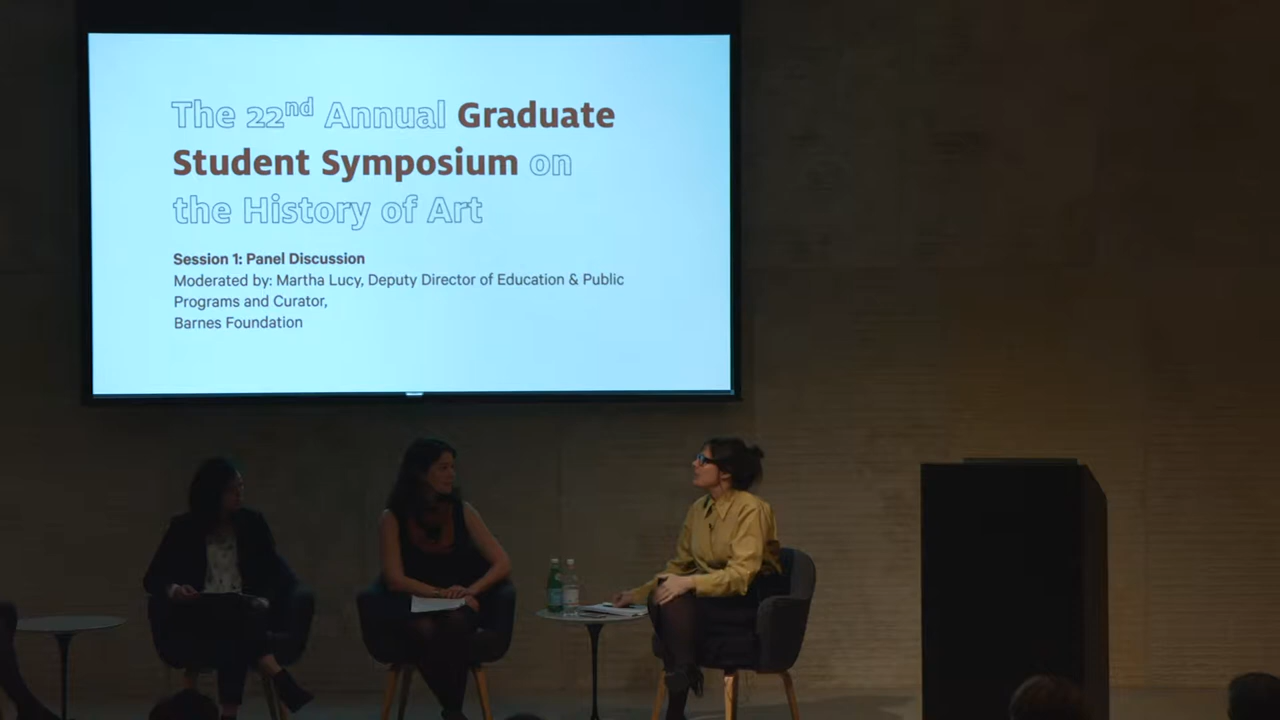 The 22nd Annual Graduate
Student Symposium on
the History of Art
Session 1: Panel Discussion
Moderated by: Martha Lucy, Deputy Director of Education & Public
Programs and Curator,
Barnes Foundation